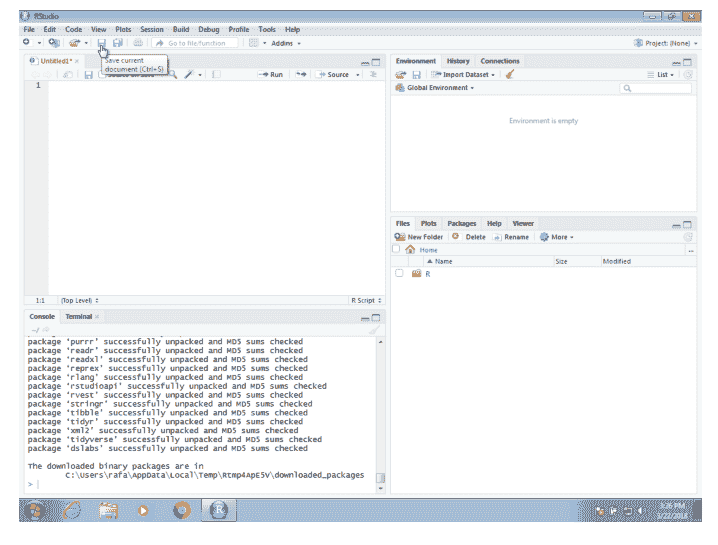 RStudio
File Edit Code View Plots Session Build Debug Profile Tools Help
Go to file/function Addins Project: (None)
Untitled1* Save current
document (Ctrl+S)
Source on Save Run Source
1
1:1 (Top Level) R Script
Console Terminal
~/
package 'purrr' successfully unpacked and MD5 sums checked
package 'readr' successfully unpacked and MD5 sums checked
package 'readxl' successfully unpacked and MD5 sums checked
package 'reprex' successfully unpacked and MD5 sums checked
package 'rlang' successfully unpacked and MD5 sums checked
package 'rstudioapi' successfully unpacked and MD5 sums checked
package 'rvest' successfully unpacked and MD5 sums checked
package 'stringr' successfully unpacked and MD5 sums checked
package 'tibble' successfully unpacked and MD5 sums checked
package 'tidyr' successfully unpacked and MD5 sums checked
package 'xml2' successfully unpacked and MD5 sums checked
package 'tidyverse' successfully unpacked and MD5 sums checked
package 'dslabs' successfully unpacked and MD5 sums checked
The downloaded binary packages are in
C:\Users\rafa\AppData\Local\Temp\Rtmp4ApE5V\downloaded_packages
>
Environment History Connections
Import Dataset List
Global Environment
Environment is empty
Files Plots Packages Help Viewer
New Folder Delete Rename More
Home
Name Size Modified
R